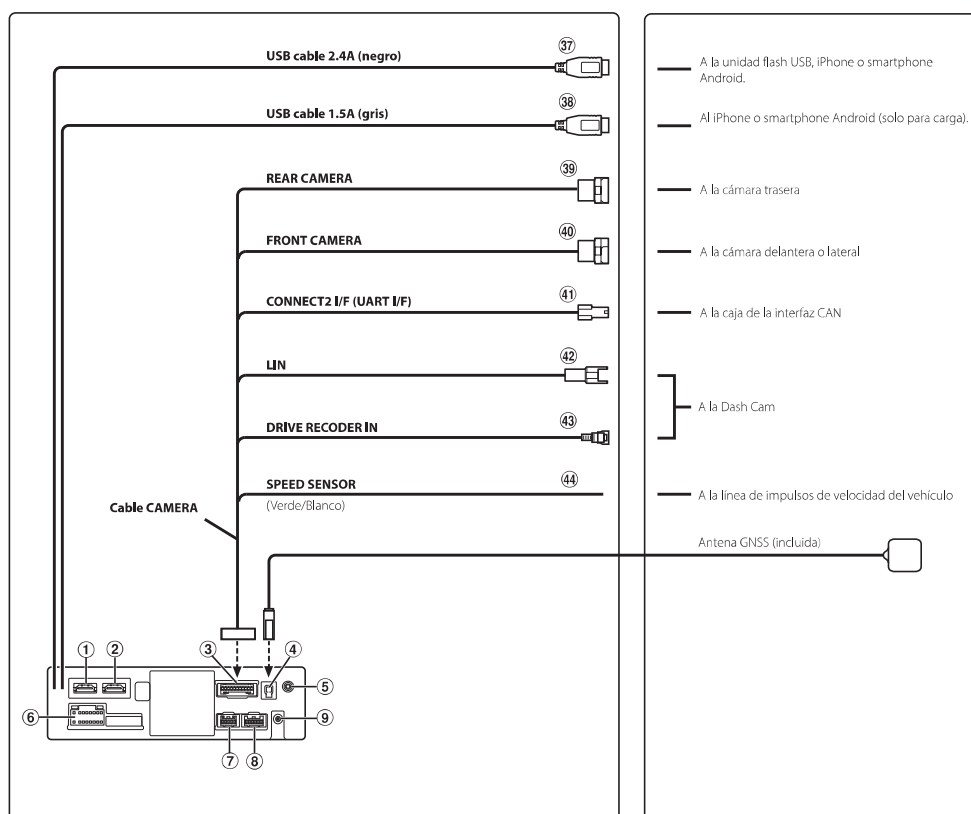 USB cable 2.4A (negro)
㊲
A la unidad flash USB, iPhone o smartphone
Android.
USB cable 1.5A (gris)
㊳
Al iPhone o smartphone Android (solo para carga).
REAR CAMERA
㊴
A la cámara trasera
FRONT CAMERA
㊵
A la cámara delantera o lateral
CONNECT2 I/F (UART I/F)
㊶
A la caja de la interfaz CAN
LIN
㊷
A la Dash Cam
DRIVE RECODER IN
㊸
SPEED SENSOR
(Verde/Blanco)
㊹
A la línea de impulsos de velocidad del vehículo
Cable CAMERA
Antena GNSS (incluida)
①
②
③
④
⑤
⑥
⑦
⑧
⑨